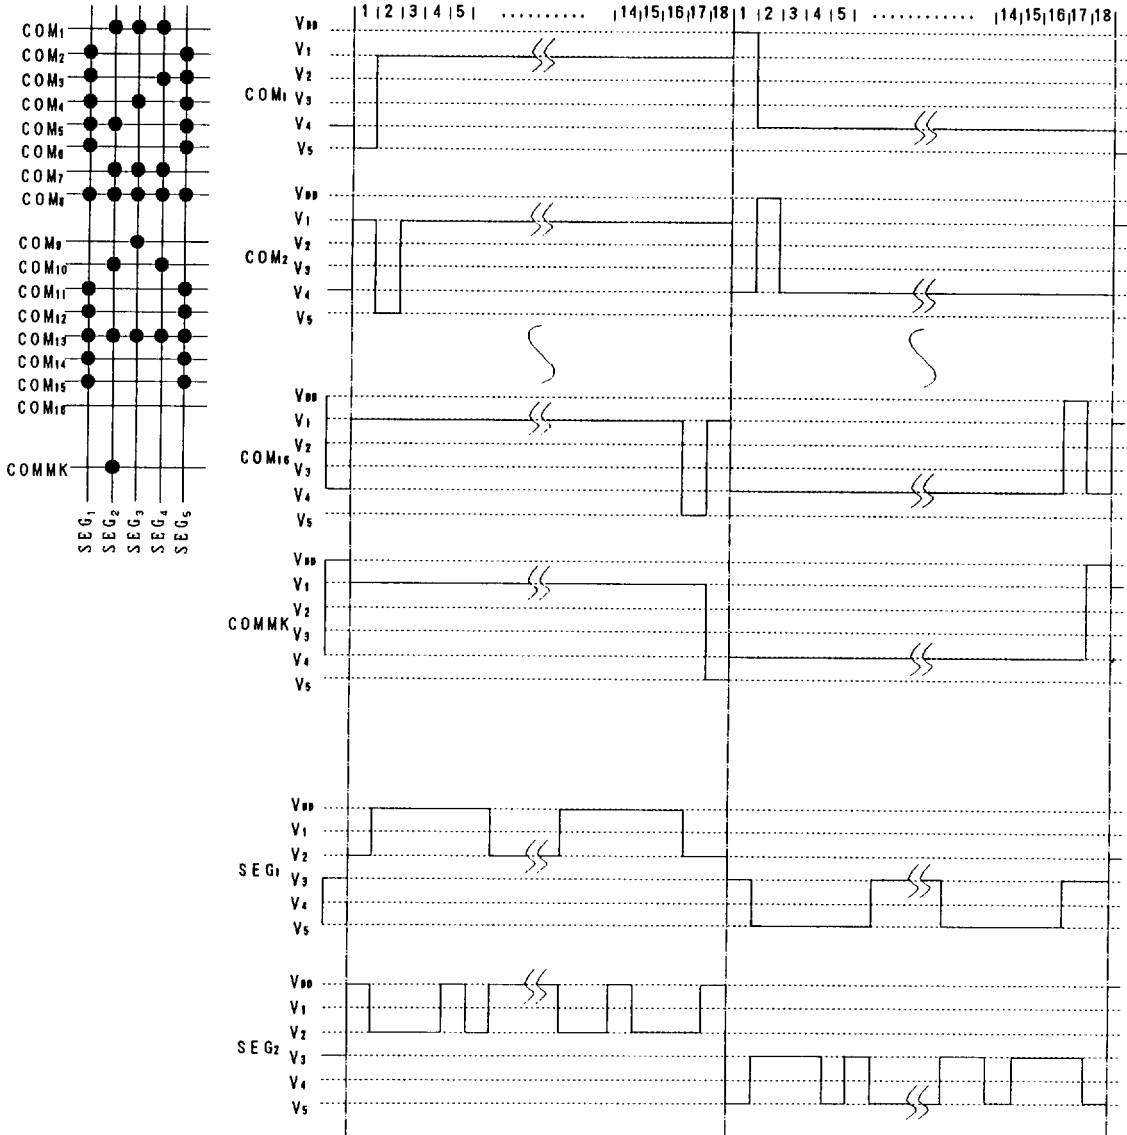 COM₁
COM₂
COM₃
COM₄
COM₅
COM₆
COM₇
COM₈
COM₉
COM₁₀
COM₁₁
COM₁₂
COM₁₃
COM₁₄
COM₁₅
COM₁₆
COMMK
SEG₁
SEG₂
SEG₃
SEG₄
SEG₅
1 2 3 4 5 ·········· 14 15 16 17 18 1 2 3 4 5 ·········· 14 15 16 17 18
COM₁
VDD
V₁
V₂
V₃
V₄
V₅
COM₂
VDD
V₁
V₂
V₃
V₄
V₅
COM₁₆
VDD
V₁
V₂
V₃
V₄
V₅
COMMK
VDD
V₁
V₂
V₃
V₄
V₅
SEG₁
VDD
V₁
V₂
V₃
V₄
V₅
SEG₂
VDD
V₁
V₂
V₃
V₄
V₅